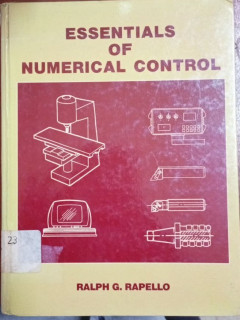 ESSENTIALS
OF
NUMERICAL CONTROL
23
RALPH G. RAPELLO